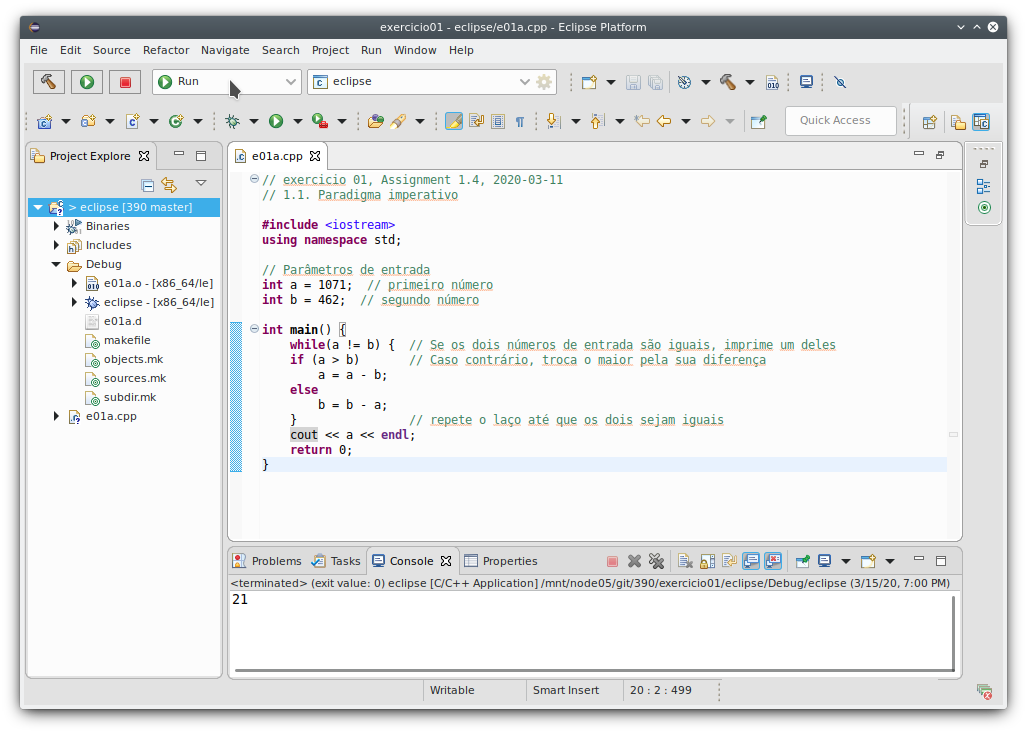 exercicio01 - eclipse/e01a.cpp - Eclipse Platform
File Edit Source Refactor Navigate Search Project Run Window Help
Run eclipse
Quick Access
Project Explore
e01a.cpp
> eclipse [390 master]
Binaries
Includes
Debug
e01a.o - [x86_64/le]
eclipse - [x86_64/le]
e01a.d
makefile
objects.mk
sources.mk
subdir.mk
e01a.cpp
// exercicio 01, Assignment 1.4, 2020-03-11
// 1.1. Paradigma imperativo
#include <iostream>
using namespace std;
// Parâmetros de entrada
int a = 1071;  // primeiro número
int b = 462;  // segundo número
int main() {
    while(a != b) {  // Se os dois números de entrada são iguais, imprime um deles
    if (a > b)       // Caso contrário, troca o maior pela sua diferença
        a = a - b;
    else
        b = b - a;
    }                // repete o laço até que os dois sejam iguais
    cout << a << endl;
    return 0;
}
Problems Tasks Console Properties
<terminated> (exit value: 0) eclipse [C/C++ Application] /mnt/node05/git/390/exercicio01/eclipse/Debug/eclipse (3/15/20, 7:00 PM)
21
Writable Smart Insert 20 : 2 : 499